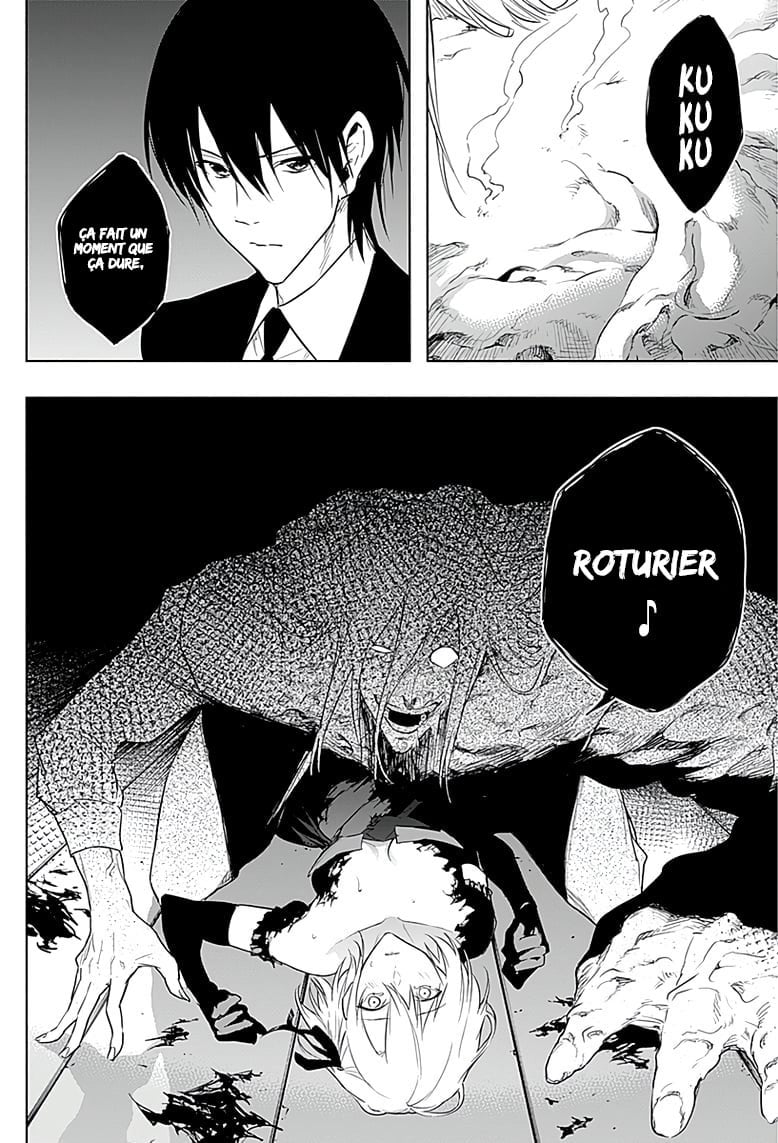 KU
KU
KU
ÇA FAIT UN
MOMENT QUE
ÇA DURE,
ROTURIER
♪